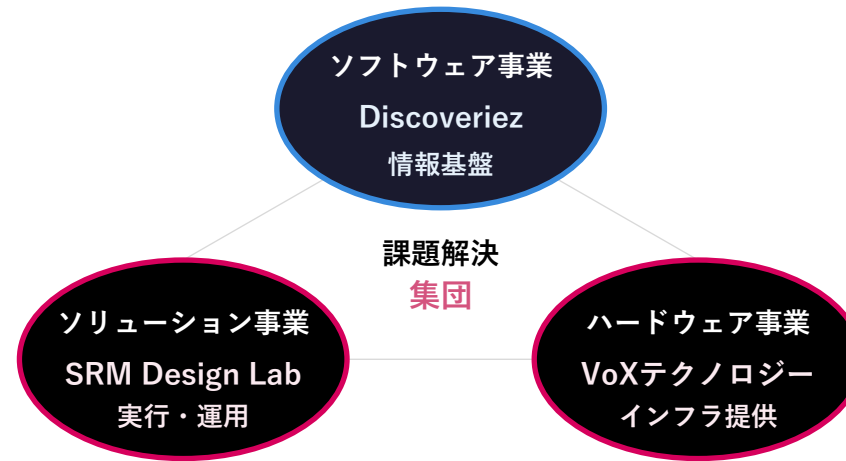 ソフトウェア事業
Discoveriez
情報基盤
課題解決
集団
ソリューション事業
SRM Design Lab
実行・運用
ハードウェア事業
VoXテクノロジー
インフラ提供